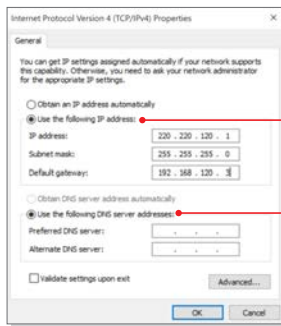 Internet Protocol Version 4 (TCP/IPv4) Properties
General
You can get IP settings assigned automatically if your network supports
this capability. Otherwise, you need to ask your network administrator
for the appropriate IP settings.
Obtain an IP address automatically
Use the following IP address:
IP address: 220 . 220 . 120 . 1
Subnet mask: 255 . 255 . 255 . 0
Default gateway: 192 . 168 . 120 . 3
Obtain DNS server address automatically
Use the following DNS server addresses:
Preferred DNS server: . . .
Alternate DNS server: . . .
Validate settings upon exit
Advanced...
OK Cancel